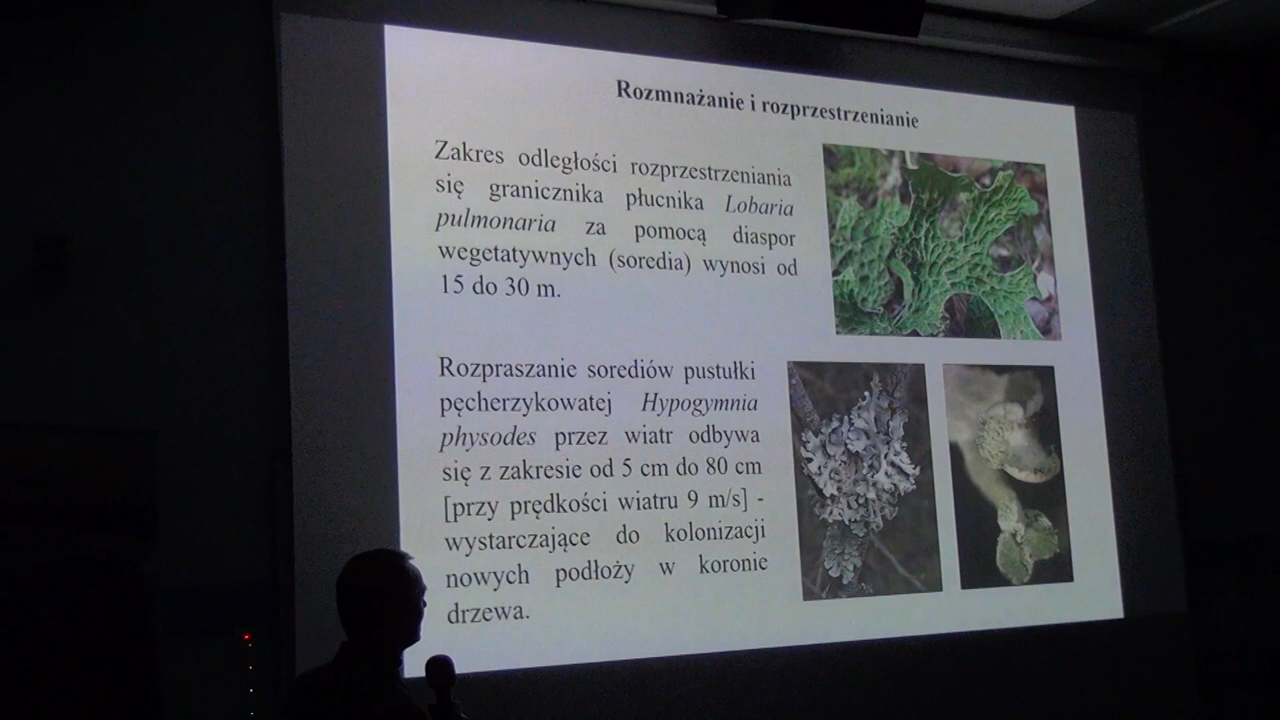 Rozmnażanie i rozprzestrzenianie
Zakres odległości rozprzestrzeniania
się granicznika płucnika Lobaria
pulmonaria za pomocą diaspor
wegetatywnych (soredia) wynosi od
15 do 30 m.
Rozpraszanie sorediów pustułki
pęcherzykowatej Hypogymnia
physodes przez wiatr odbywa
się z zakresie od 5 cm do 80 cm
[przy prędkości wiatru 9 m/s] -
wystarczające do kolonizacji
nowych podłoży w koronie
drzewa.